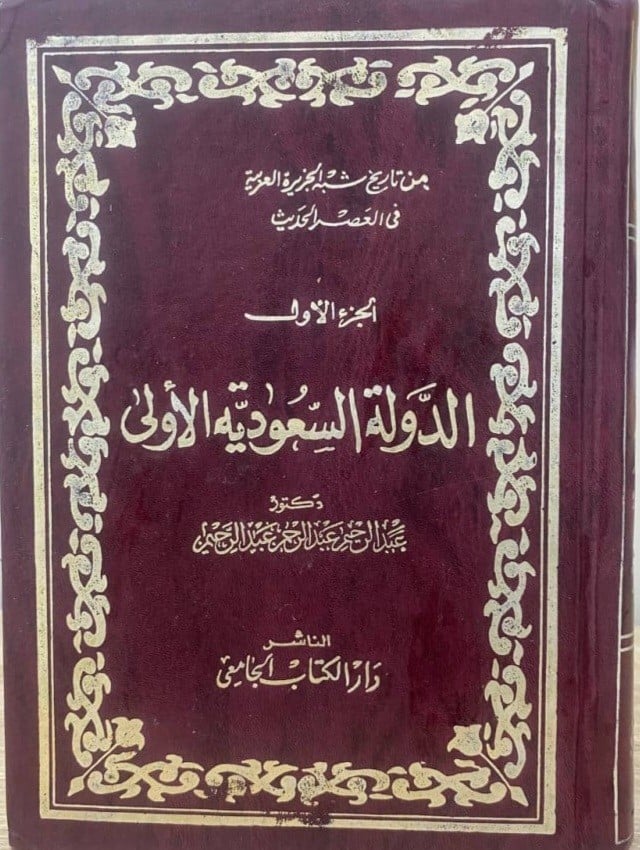 من تاريخ شبه الجزيرة العربية
في العصر الحديث
الجزء الأول
الدولة السعودية الأولى
دكتور
عبد الرحيم عبد الرحمن عبد الرحيم
الناشر
دار الكتاب الجامعي